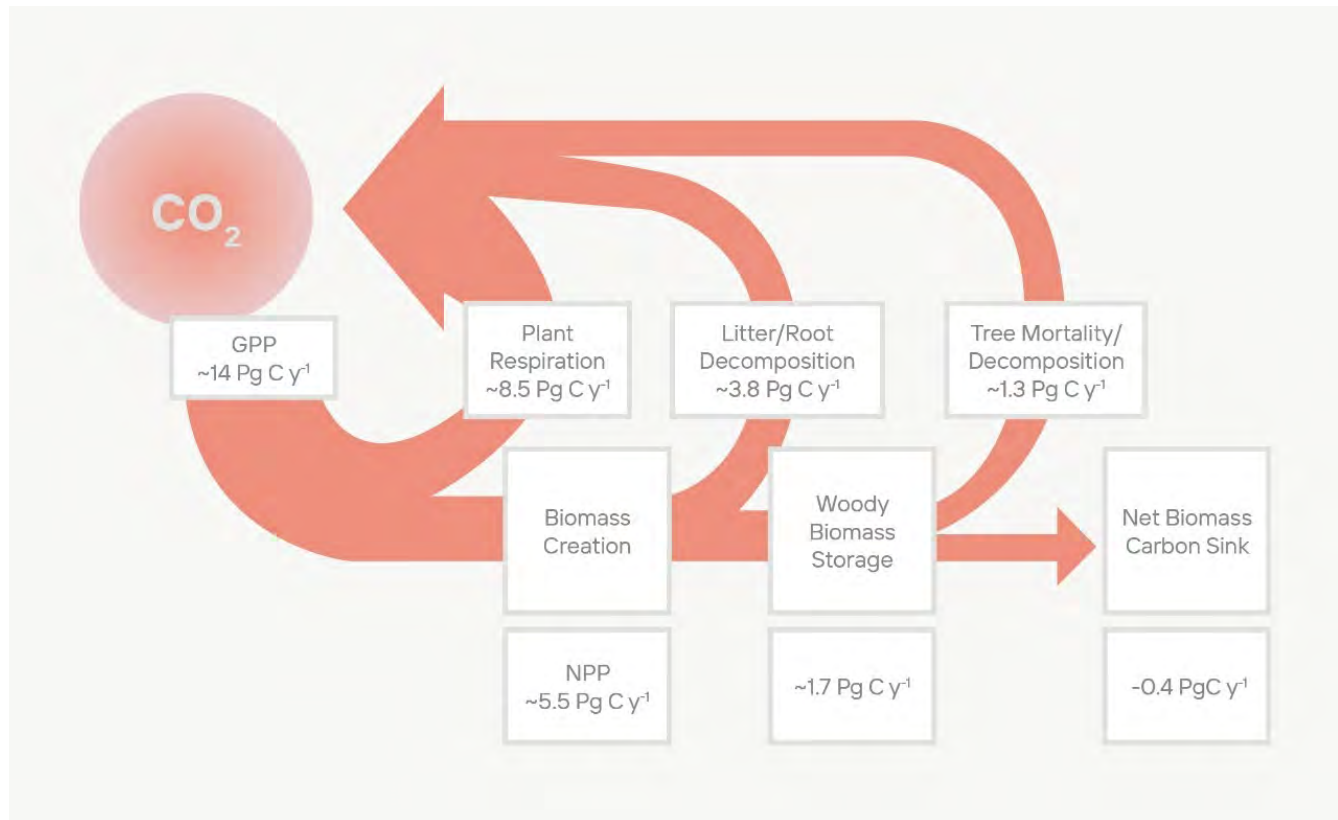 CO₂
GPP
~14 Pg C y⁻¹
Plant
Respiration
~8.5 Pg C y⁻¹
Litter/Root
Decomposition
~3.8 Pg C y⁻¹
Tree Mortality/
Decomposition
~1.3 Pg C y⁻¹
Biomass
Creation
Woody
Biomass
Storage
Net Biomass
Carbon Sink
NPP
~5.5 Pg C y⁻¹
~1.7 Pg C y⁻¹
-0.4 PgC y⁻¹